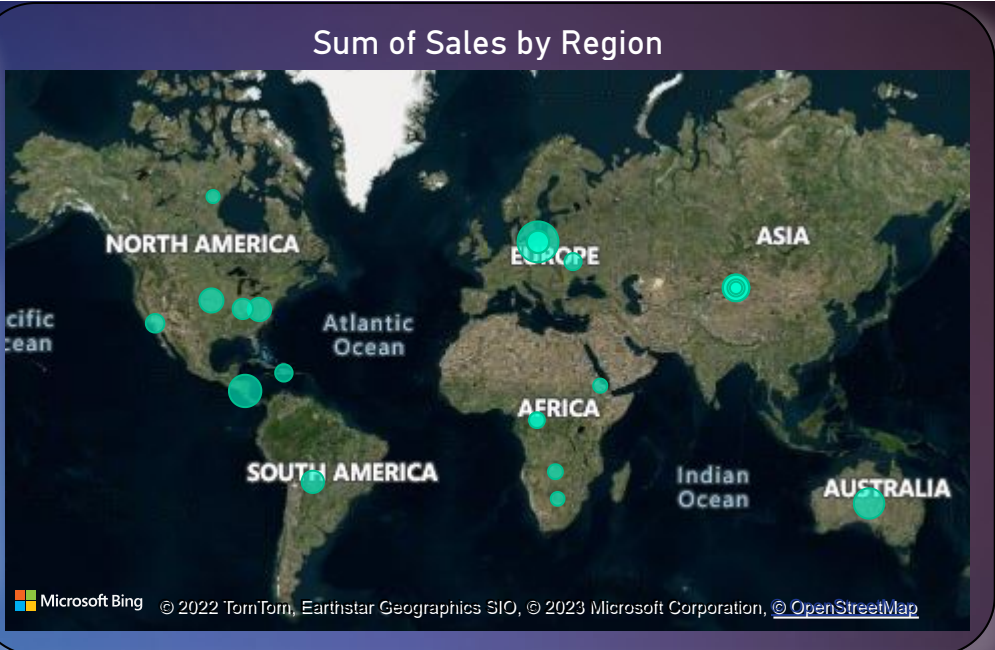 Sum of Sales by Region
NORTH AMERICA
EUROPE
ASIA
cific
cean
Atlantic
Ocean
AFRICA
SOUTH AMERICA
Indian
Ocean
AUSTRALIA
Microsoft Bing
© 2022 TomTom, Earthstar Geographics SIO, © 2023 Microsoft Corporation, © OpenStreetMap